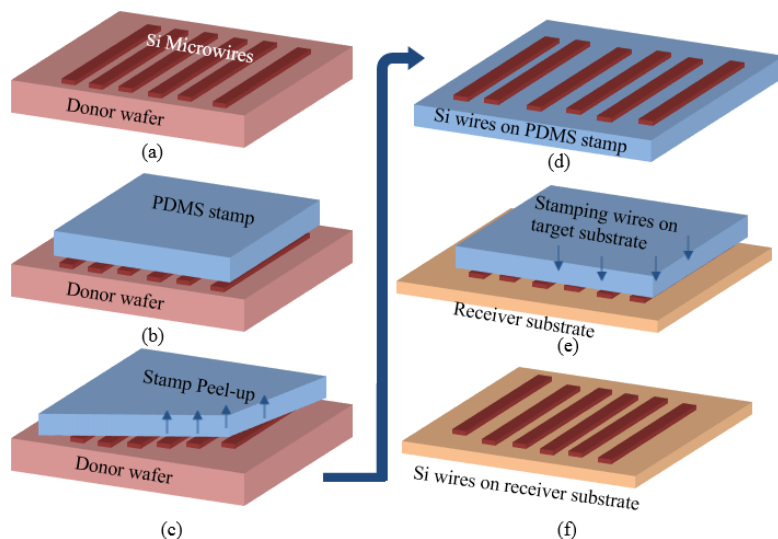 Si Microwires
Donor wafer
(a)
PDMS stamp
Donor wafer
(b)
Stamp Peel-up
Donor wafer
(c)
Si wires on PDMS stamp
(d)
Stamping wires on
target substrate
Receiver substrate
(e)
Si wires on receiver substrate
(f)